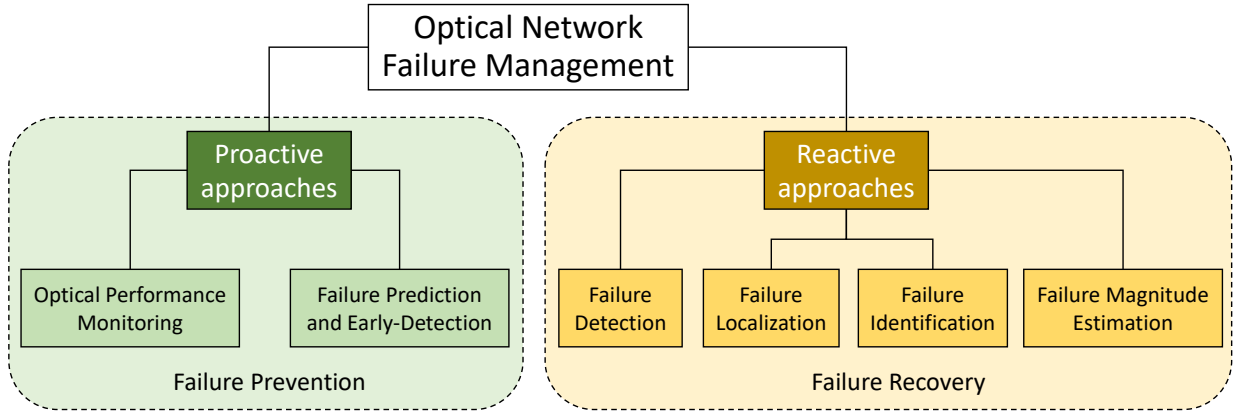 Optical Network
Failure Management
Proactive
approaches
Reactive
approaches
Optical Performance
Monitoring
Failure Prediction
and Early-Detection
Failure
Detection
Failure
Localization
Failure
Identification
Failure Magnitude
Estimation
Failure Prevention
Failure Recovery